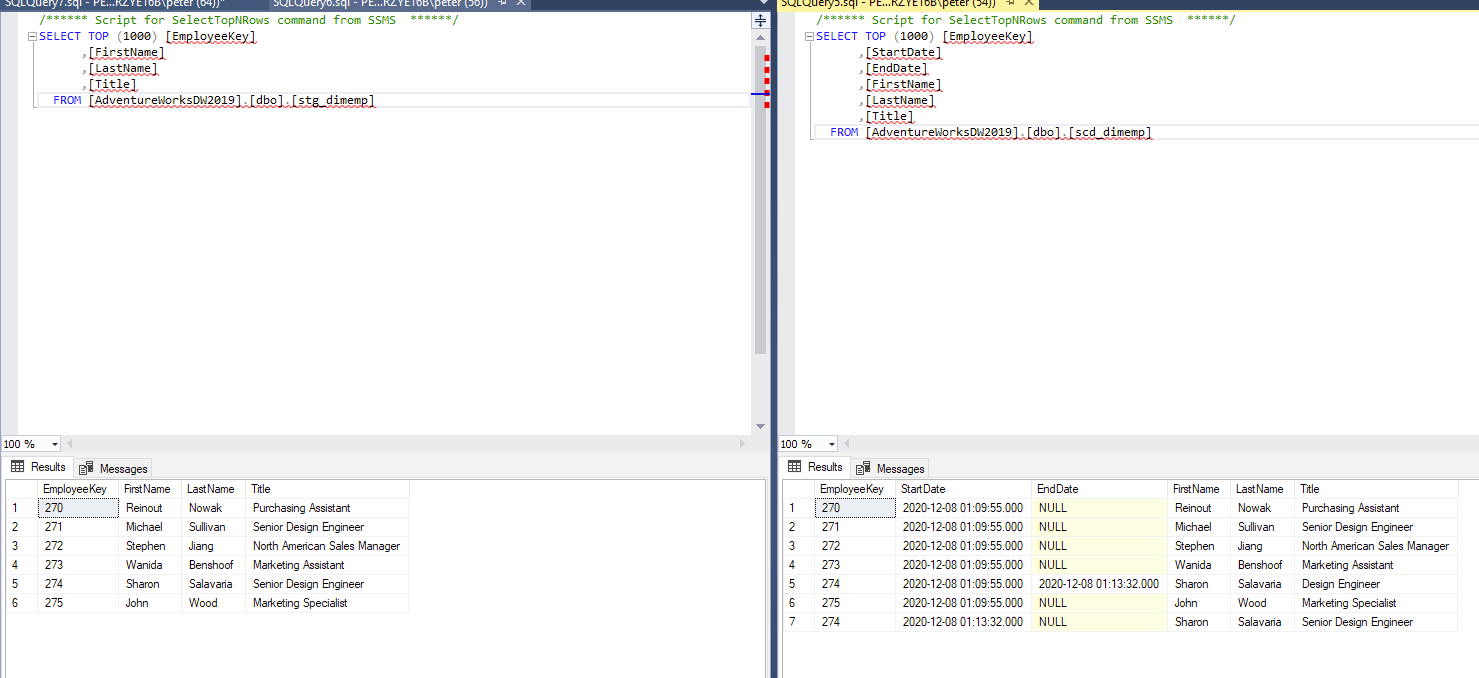 SQLQuery7.sql - PE...RZYET6B\peter (64))* SQLQuery6.sql - PE...RZYET6B\peter (56))
/****** Script for SelectTopNRows command from SSMS ******/
SELECT TOP (1000) [EmployeeKey]
,[FirstName]
,[LastName]
,[Title]
FROM [AdventureWorksDW2019].[dbo].[stg_dimemp]
100 %
Results Messages
EmployeeKey FirstName LastName Title
1 270 Reinout Nowak Purchasing Assistant
2 271 Michael Sullivan Senior Design Engineer
3 272 Stephen Jiang North American Sales Manager
4 273 Wanida Benshoof Marketing Assistant
5 274 Sharon Salavaria Senior Design Engineer
6 275 John Wood Marketing Specialist
SQLQuery5.sql - PE...RZYET6B\peter (54))
/****** Script for SelectTopNRows command from SSMS ******/
SELECT TOP (1000) [EmployeeKey]
,[StartDate]
,[EndDate]
,[FirstName]
,[LastName]
,[Title]
FROM [AdventureWorksDW2019].[dbo].[scd_dimemp]
100 %
Results Messages
EmployeeKey StartDate EndDate FirstName LastName Title
1 270 2020-12-08 01:09:55.000 NULL Reinout Nowak Purchasing Assistant
2 271 2020-12-08 01:09:55.000 NULL Michael Sullivan Senior Design Engineer
3 272 2020-12-08 01:09:55.000 NULL Stephen Jiang North American Sales Manager
4 273 2020-12-08 01:09:55.000 NULL Wanida Benshoof Marketing Assistant
5 274 2020-12-08 01:09:55.000 2020-12-08 01:13:32.000 Sharon Salavaria Design Engineer
6 275 2020-12-08 01:09:55.000 NULL John Wood Marketing Specialist
7 274 2020-12-08 01:13:32.000 NULL Sharon Salavaria Senior Design Engineer